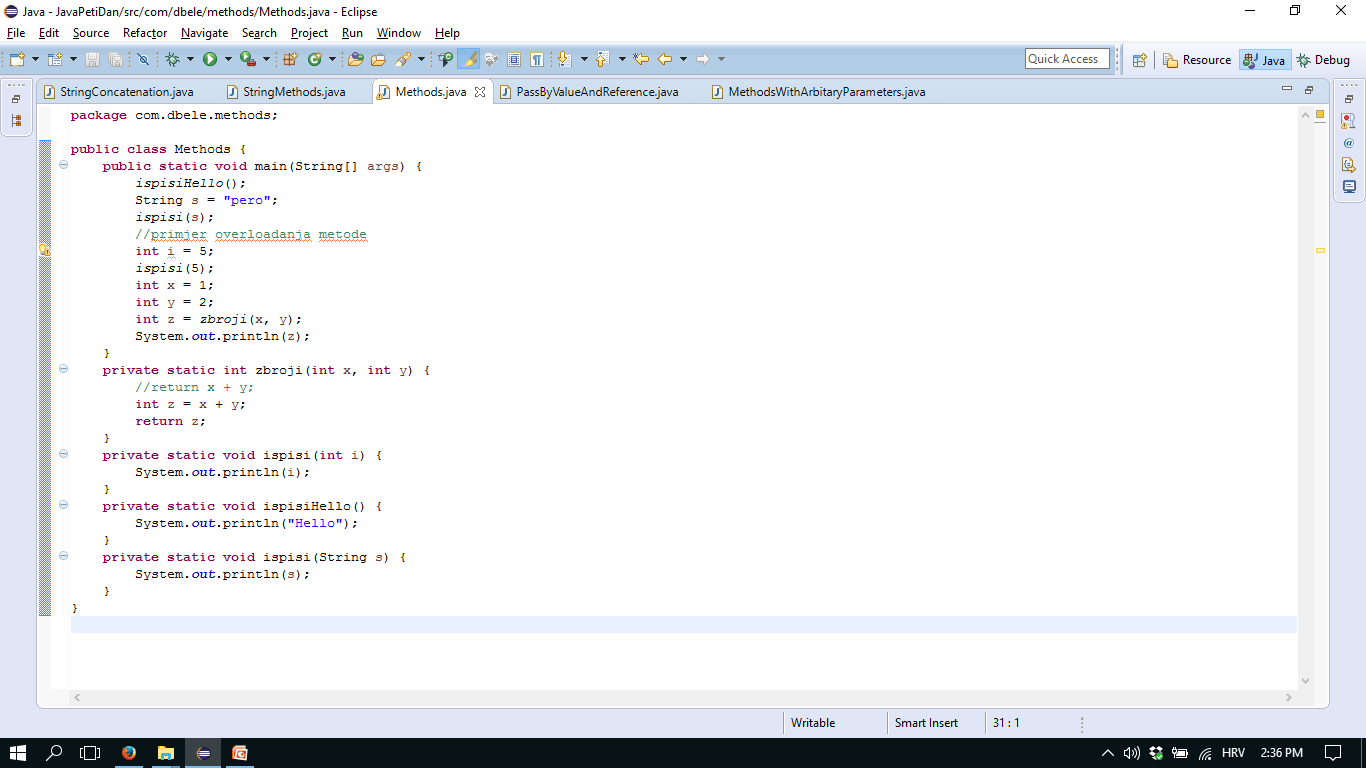 Java - JavaPetiDan/src/com/dbele/methods/Methods.java - Eclipse
File Edit Source Refactor Navigate Search Project Run Window Help
Quick Access Resource Java Debug
StringConcatenation.java StringMethods.java Methods.java PassByValueAndReference.java MethodsWithArbitaryParameters.java
package com.dbele.methods;
public class Methods {
    public static void main(String[] args) {
        ispisiHello();
        String s = "pero";
        ispisi(s);
        //primjer overloadanja metode
        int i = 5;
        ispisi(5);
        int x = 1;
        int y = 2;
        int z = zbroji(x, y);
        System.out.println(z);
    }
    private static int zbroji(int x, int y) {
        //return x + y;
        int z = x + y;
        return z;
    }
    private static void ispisi(int i) {
        System.out.println(i);
    }
    private static void ispisiHello() {
        System.out.println("Hello");
    }
    private static void ispisi(String s) {
        System.out.println(s);
    }
}
Writable Smart Insert 31 : 1
HRV 2:36 PM